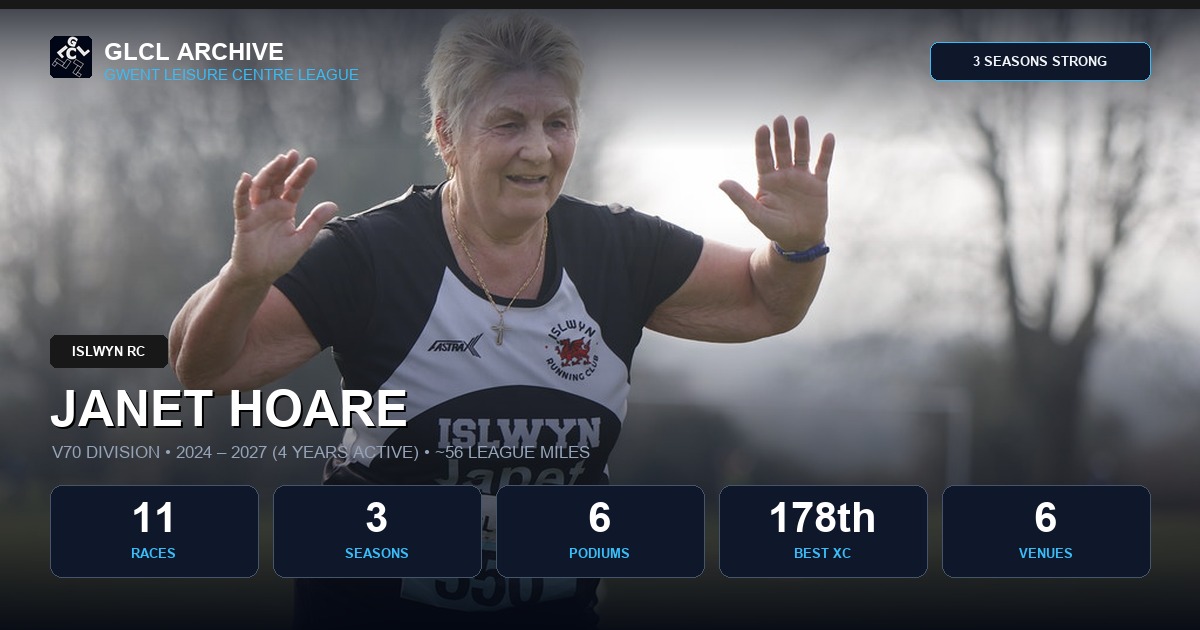 GC
GLCL ARCHIVE
GWENT LEISURE CENTRE LEAGUE
3 SEASONS STRONG
FASTRAX
ISLWYN
RUNNING CLUB
ISLWYN RC
JANET HOARE
ISLWYN
V70 DIVISION • 2024 – 2027 (4 YEARS ACTIVE) • ~56 LEAGUE MILES
Janet
11
RACES
3
SEASONS
6
PODIUMS
178th
BEST XC
6
VENUES
550